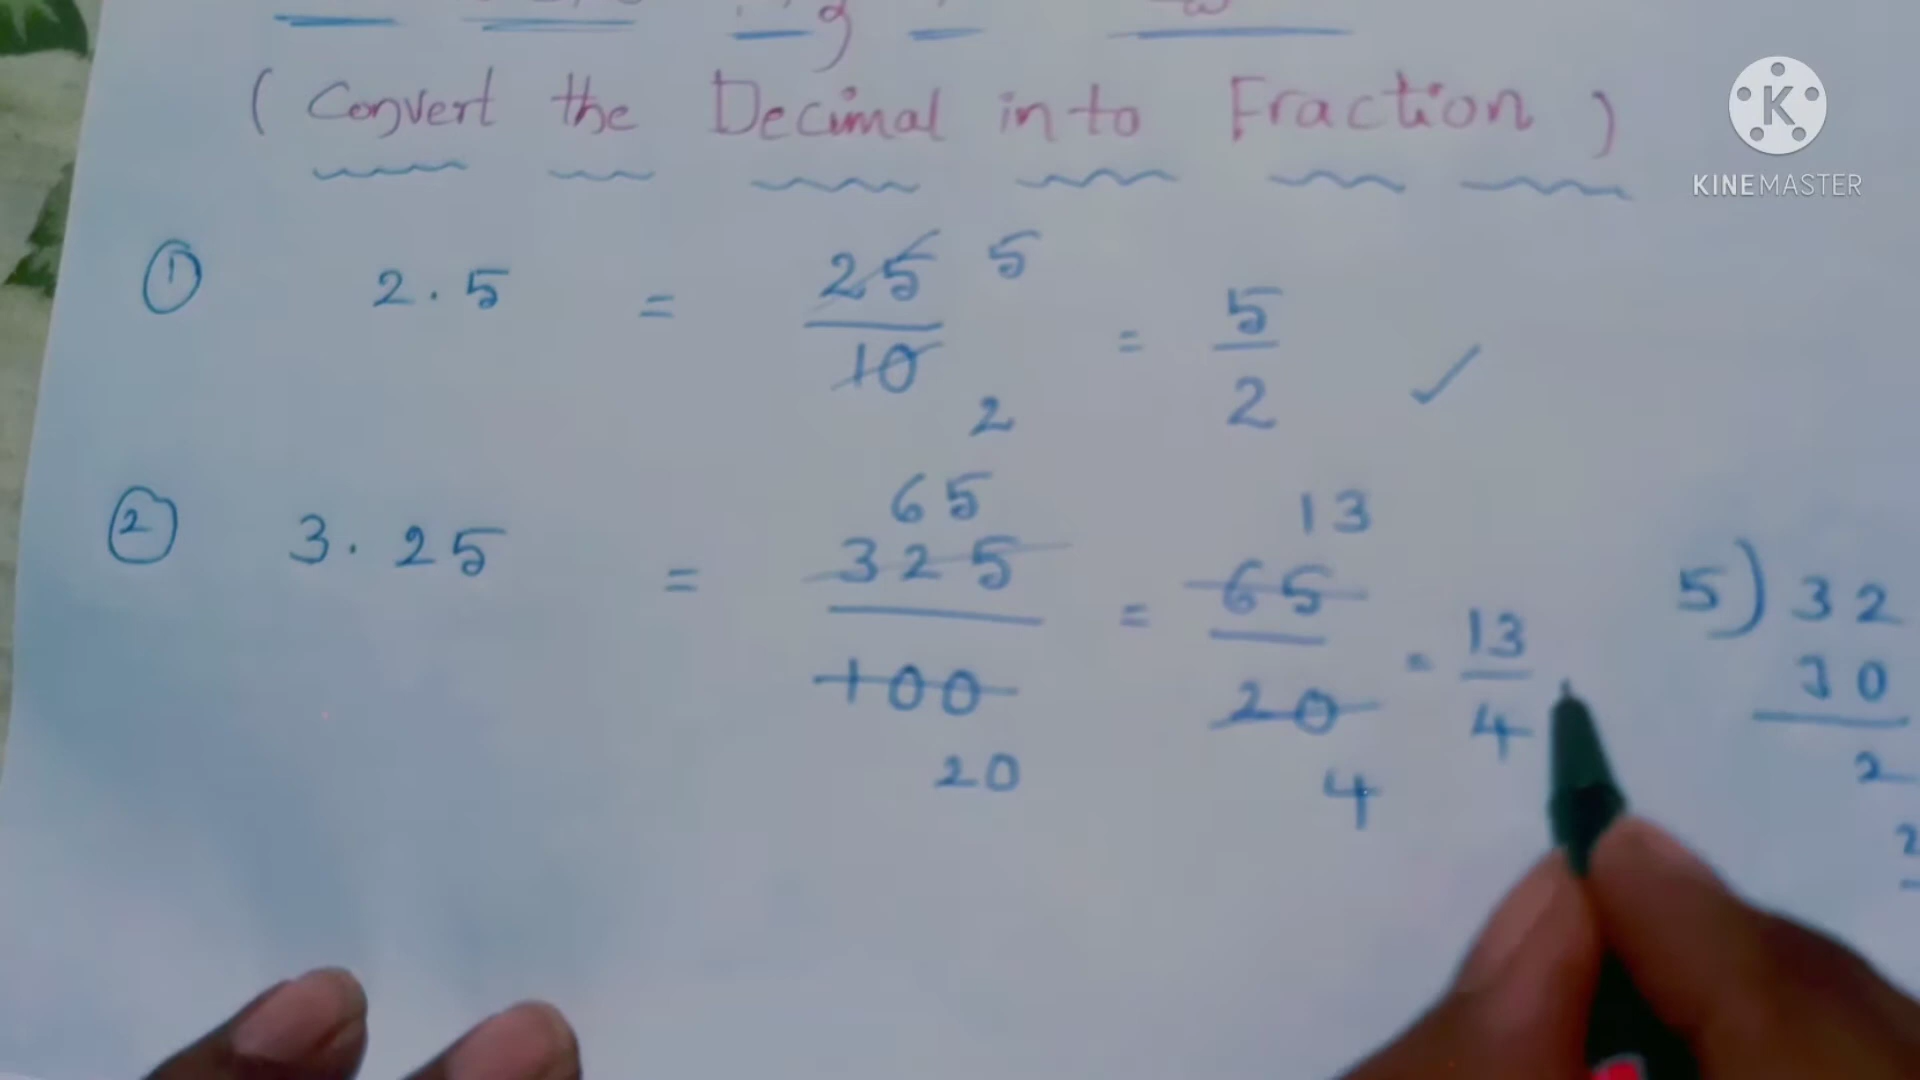 ( Convert the Decimal into Fraction )
KINEMASTER
① 2.5 = 25/10 5 2 = 5/2 ✓
② 3.25 = 65 325/100 20 = 13 65/20 4 = 13/4
5) 32
30
2
2